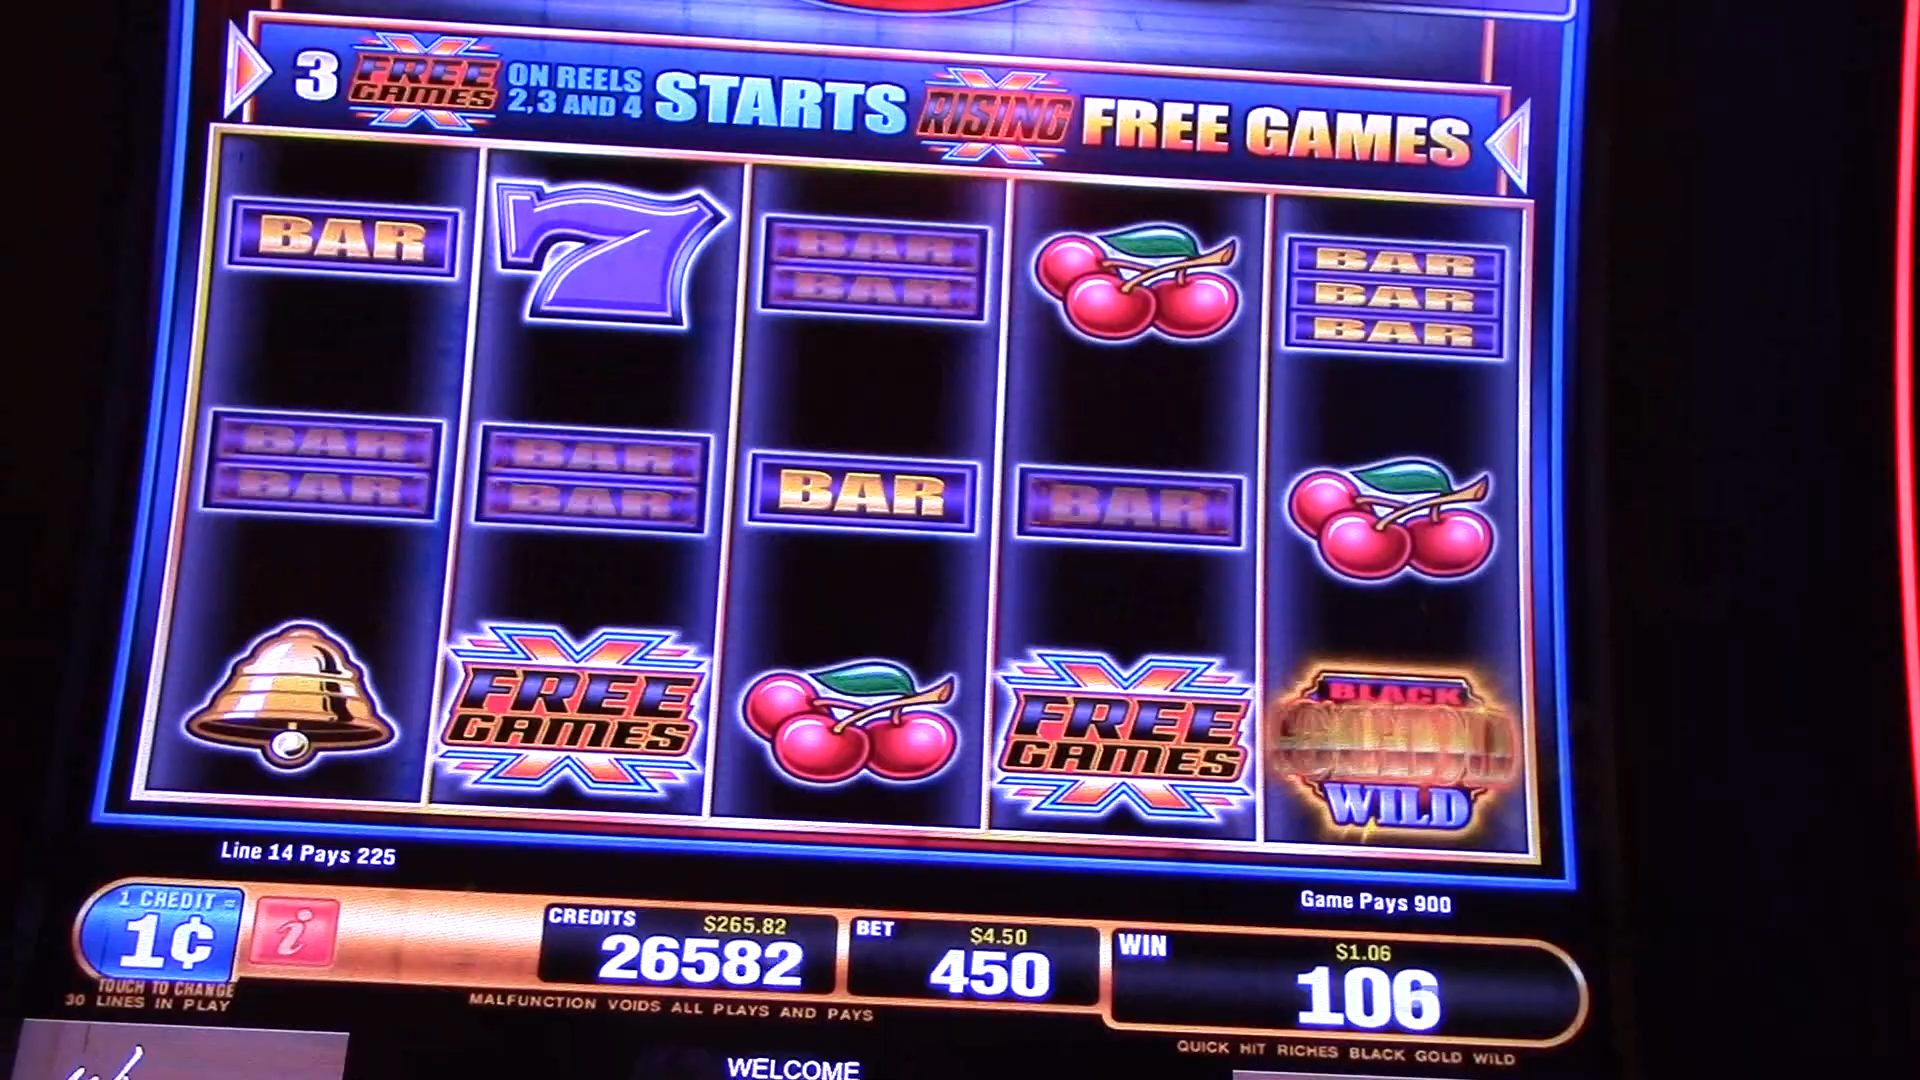 3 FREE GAMES ON REELS 2,3 AND 4 STARTS RISING FREE GAMES
BAR
BAR
BAR
BAR
BAR
BAR
BAR
BAR
BAR
BAR
BAR
BAR
BAR
FREE
GAMES
FREE
GAMES
BLACK
WILD
Line 14 Pays 225
Game Pays 900
1 CREDIT =
1¢
TOUCH TO CHANGE
30 LINES IN PLAY
i
CREDITS $265.82
26582
BET $4.50
450
WIN $1.06
106
MALFUNCTION VOIDS ALL PLAYS AND PAYS
QUICK HIT RICHES BLACK GOLD WILD
WELCOME